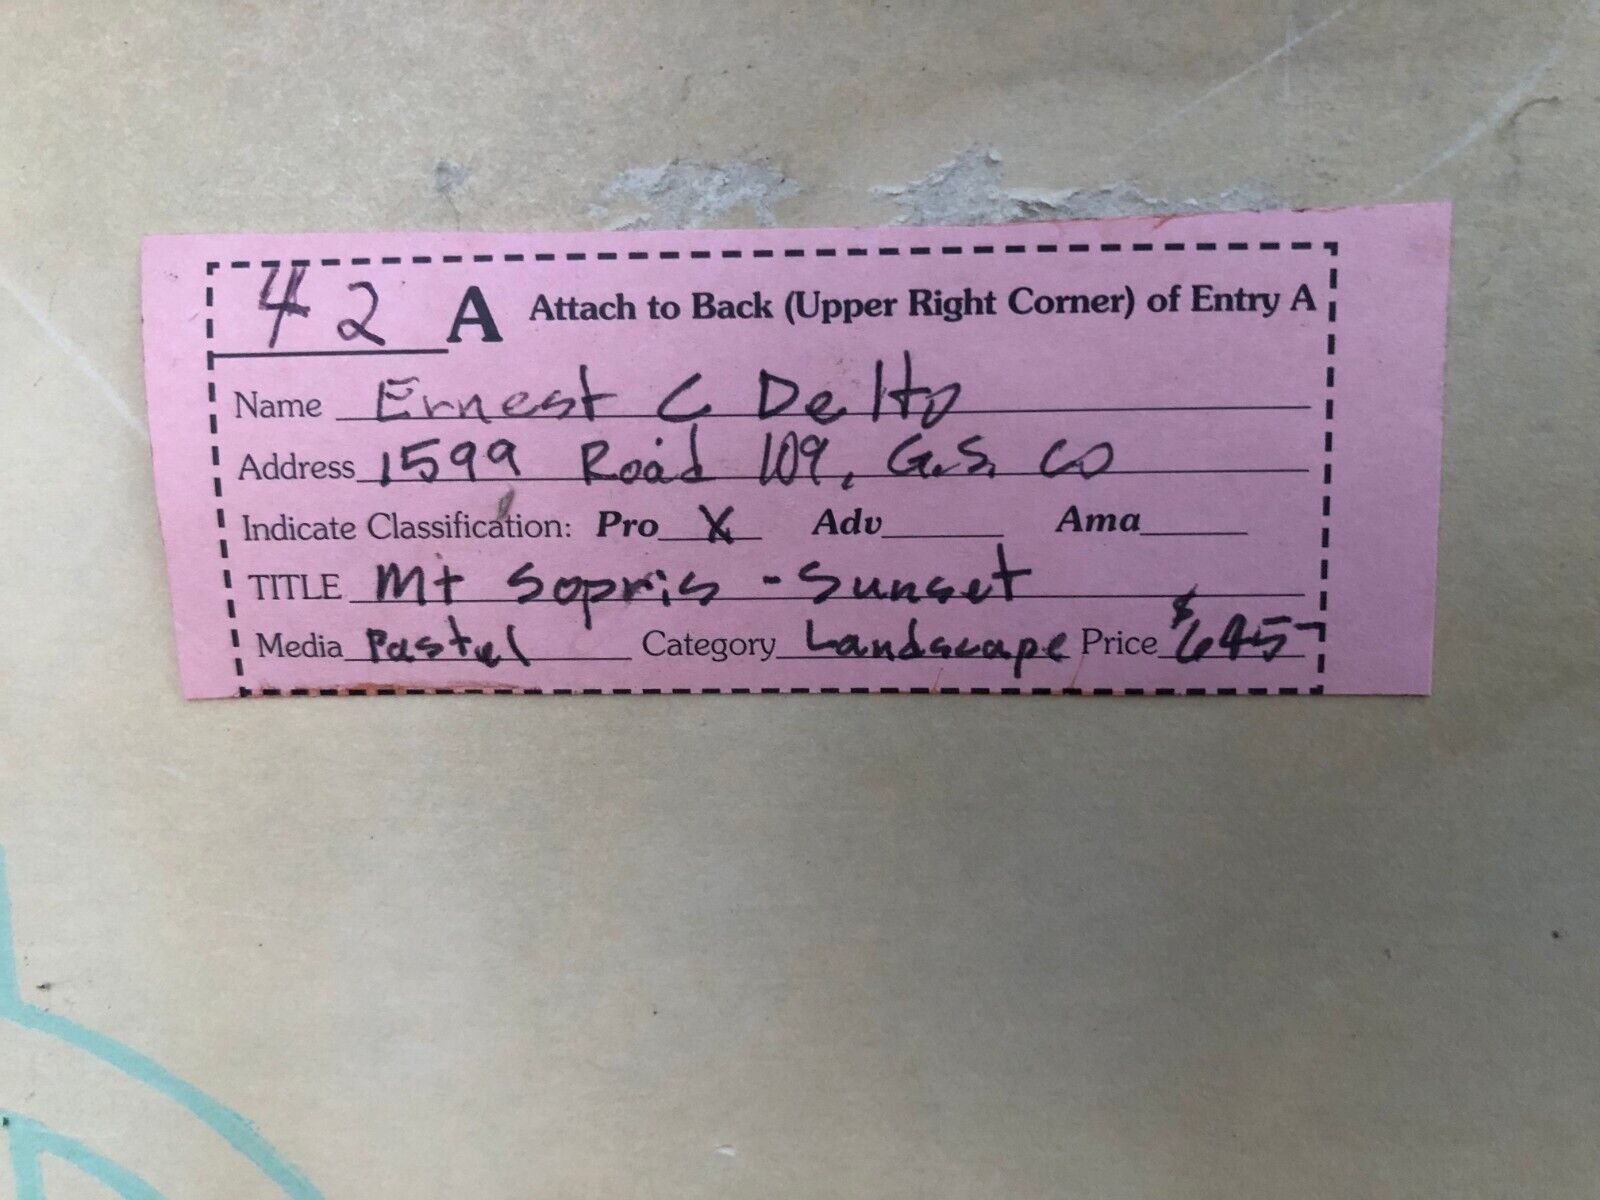 42 A Attach to Back (Upper Right Corner) of Entry A
Name Ernest C Delto
Address 1599 Road 109, G.S. CO
Indicate Classification: Pro X Adv Ama
TITLE Mt Sopris - Sunset
Media Pastel Category Landscape Price $645-